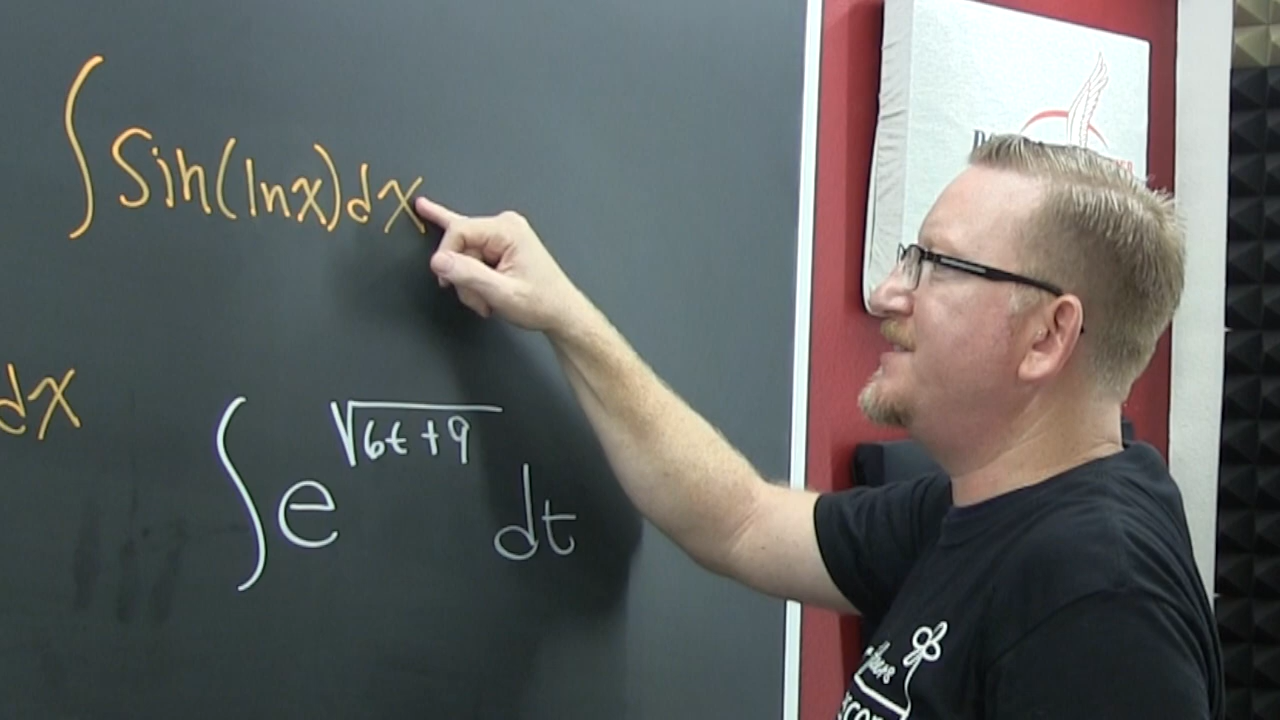 ∫ Sin(lnx)dx
dx
∫ e^√(6t+9) dt